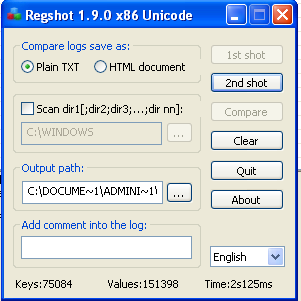 Regshot 1.9.0 x86 Unicode
Compare logs save as:
Plain TXT
HTML document
1st shot
2nd shot
Scan dir1[;dir2;dir3;...;dir nn]:
C:\WINDOWS
...
Compare
Clear
Output path:
C:\DOCUME~1\ADMINI~1\
...
Quit
About
Add comment into the log:
English
Keys:75084 Values:151398 Time:2s125ms